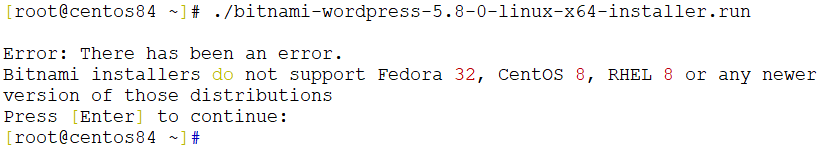 [root@centos84 ~]# ./bitnami-wordpress-5.8-0-linux-x64-installer.run
Error: There has been an error.
Bitnami installers do not support Fedora 32, CentOS 8, RHEL 8 or any newer
version of those distributions
Press [Enter] to continue:
[root@centos84 ~]#